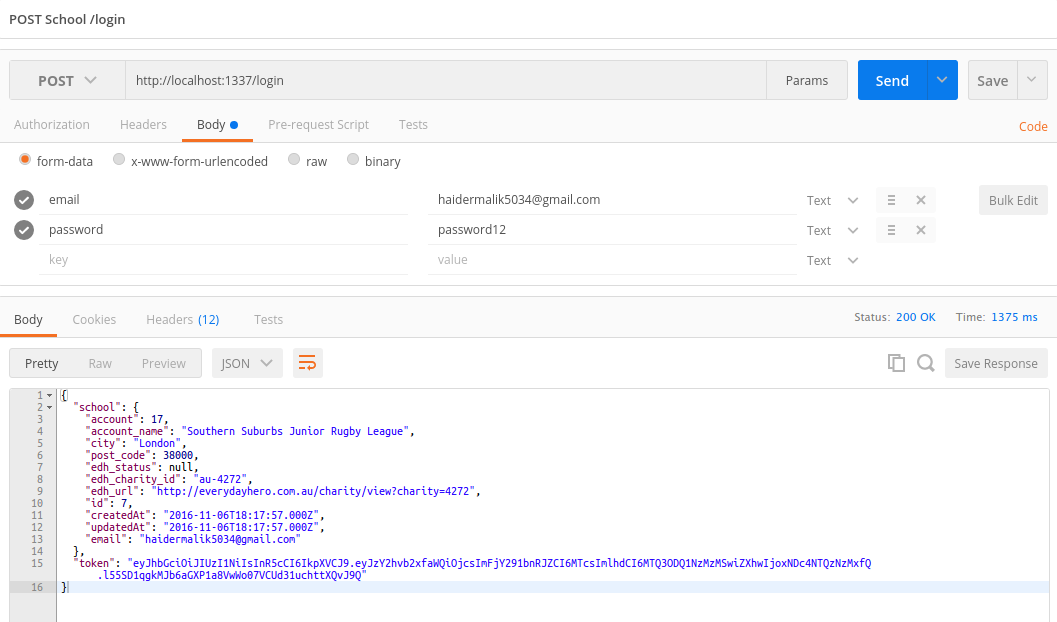 POST School /login
POST http://localhost:1337/login Params Send Save
Authorization Headers Body Pre-request Script Tests Code
form-data x-www-form-urlencoded raw binary
email haidermalik5034@gmail.com Text Bulk Edit
password password12 Text
key value Text
Body Cookies Headers (12) Tests Status: 200 OK Time: 1375 ms
Pretty Raw Preview JSON Save Response
1 {
2 "school": {
3 "account": 17,
4 "account_name": "Southern Suburbs Junior Rugby League",
5 "city": "London",
6 "post_code": 38000,
7 "edh_status": null,
8 "edh_charity_id": "au-4272",
9 "edh_url": "http://everydayhero.com.au/charity/view?charity=4272",
10 "id": 7,
11 "createdAt": "2016-11-06T18:17:57.000Z",
12 "updatedAt": "2016-11-06T18:17:57.000Z",
13 "email": "haidermalik5034@gmail.com"
14 },
15 "token": "eyJhbGciOiJIUzI1NiIsInR5cCI6IkpXVCJ9.eyJzY2hvb2xfaWQiOjcsImFjY291bnRJZCI6MTcsImlhdCI6MTQ3ODQ1NzMzMSwiZXhwIjoxNDc4NTQzNzMxfQ
.l55SD1qgkMJb6aGXP1a8VwWo07VCUd31uchttXQvJ9Q"
16 }